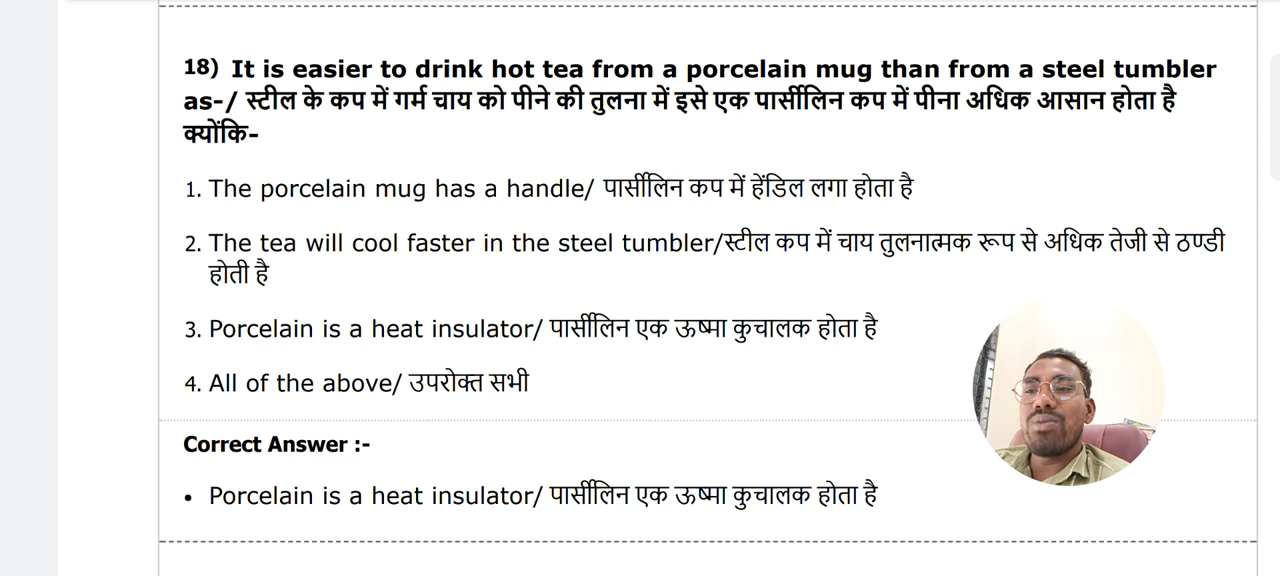 18) It is easier to drink hot tea from a porcelain mug than from a steel tumbler
as-/ स्टील के कप में गर्म चाय को पीने की तुलना में इसे एक पार्सीलिन कप में पीना अधिक आसान होता है
क्योंकि-
1. The porcelain mug has a handle/ पार्सीलिन कप में हेंडिल लगा होता है
2. The tea will cool faster in the steel tumbler/स्टील कप में चाय तुलनात्मक रूप से अधिक तेजी से ठण्डी
होती है
3. Porcelain is a heat insulator/ पार्सीलिन एक ऊष्मा कुचालक होता है
4. All of the above/ उपरोक्त सभी
Correct Answer :-
• Porcelain is a heat insulator/ पार्सीलिन एक ऊष्मा कुचालक होता है